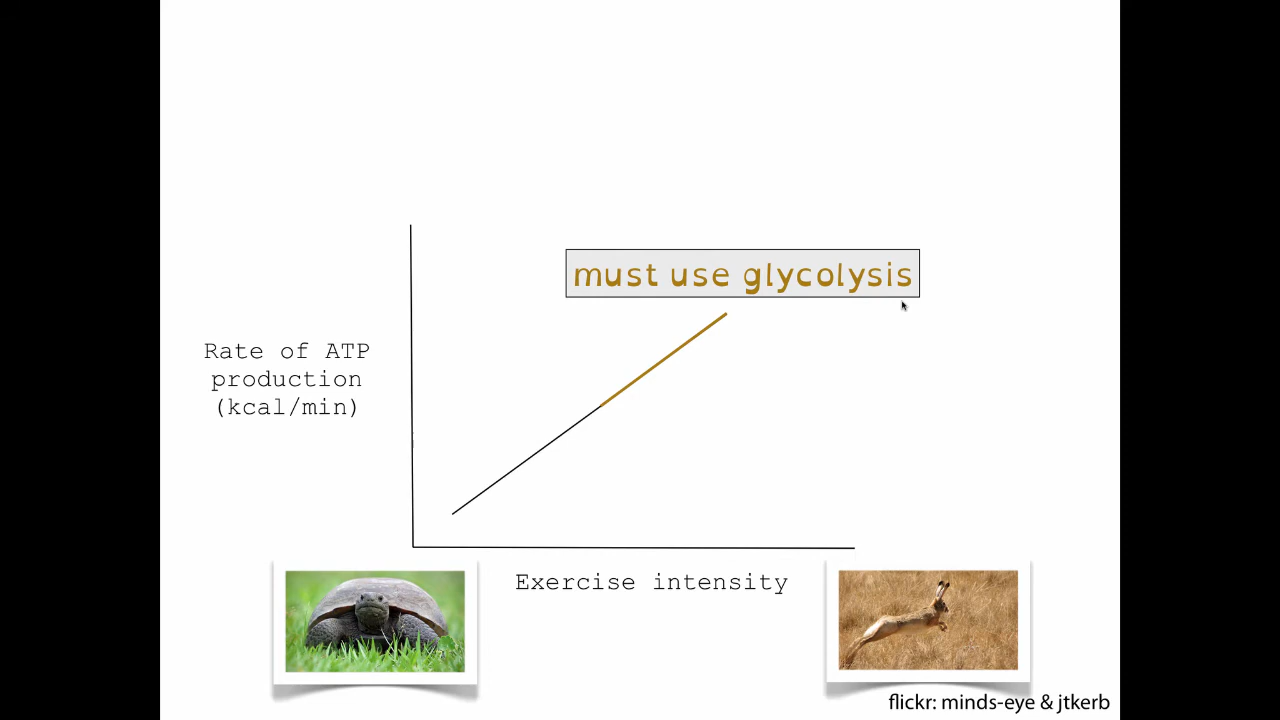 must use glycolysis
Rate of ATP
production
(kcal/min)
Exercise intensity
flickr: minds-eye & jtkerb